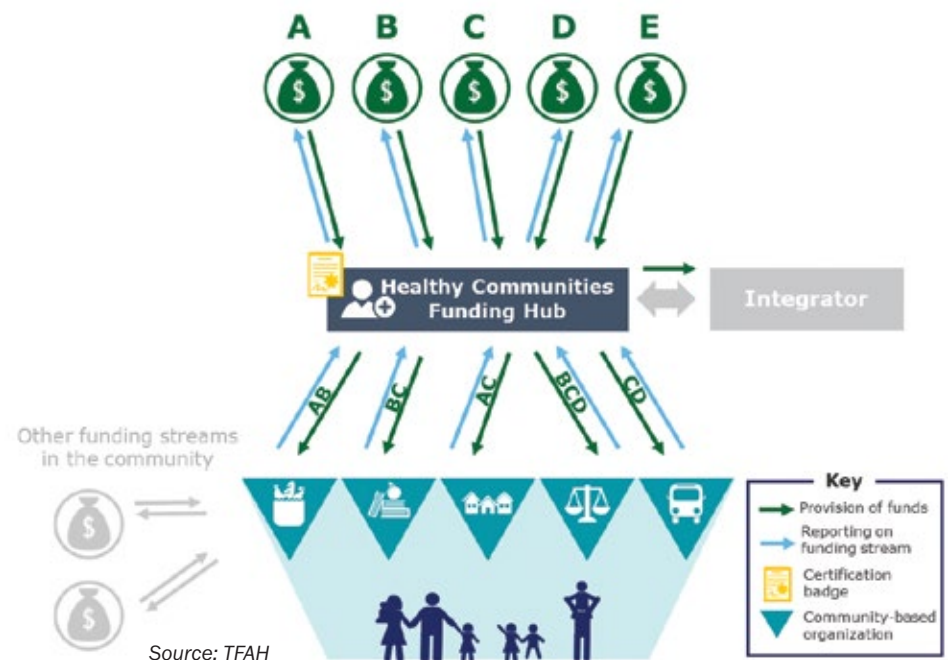 A B C D E
$ $ $ $ $
Healthy Communities
Funding Hub
Integrator
AB BC AC BCD CD
Other funding streams
in the community
$
$
Key
Provision of funds
Reporting on
funding stream
Certification
badge
Community-based
organization
Source: TFAH